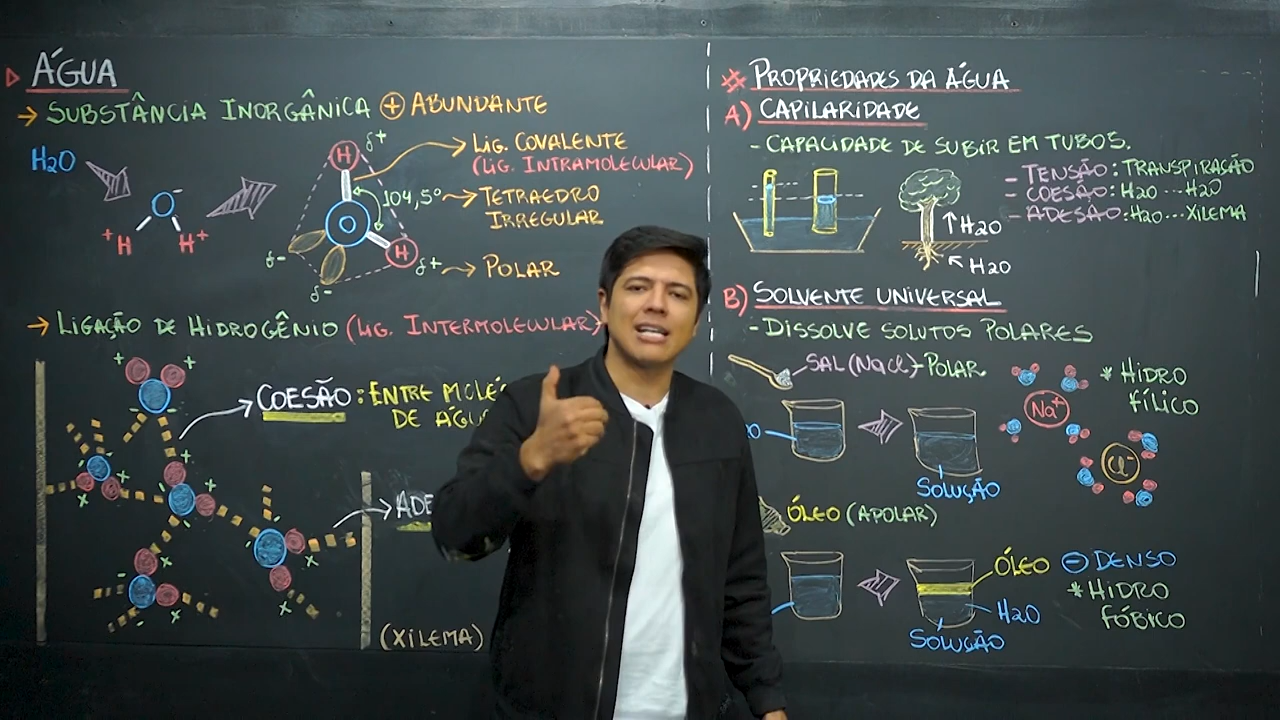 ÁGUA
→ SUBSTÂNCIA INORGÂNICA + ABUNDANTE
H2O
O-
+H H+
H δ+
O
H δ+
δ-
δ-
104,5°
LIG. COVALENTE
(LIG. INTRAMOLECULAR)
TETRAEDRO
IRREGULAR
POLAR
→ LIGAÇÃO DE HIDROGÊNIO (LIG. INTERMOLECULAR)
COESÃO: ENTRE MOLÉ
DE ÁGU
ADE
(XILEMA)
# PROPRIEDADES DA ÁGUA
A) CAPILARIDADE
- CAPACIDADE DE SUBIR EM TUBOS.
- TENSÃO: TRANSPIRAÇÃO
- COESÃO: H2O ... H2O
- ADESÃO: H2O ... XILEMA
↑H2O
H2O
B) SOLVENTE UNIVERSAL
- DISSOLVE SOLUTOS POLARES
SAL (NaCl) - POLAR
* HIDRO
FÍLICO
Na+
Cl-
O
SOLUÇÃO
ÓLEO (APOLAR)
ÓLEO - DENSO
* HIDRO
FÓBICO
H2O
SOLUÇÃO